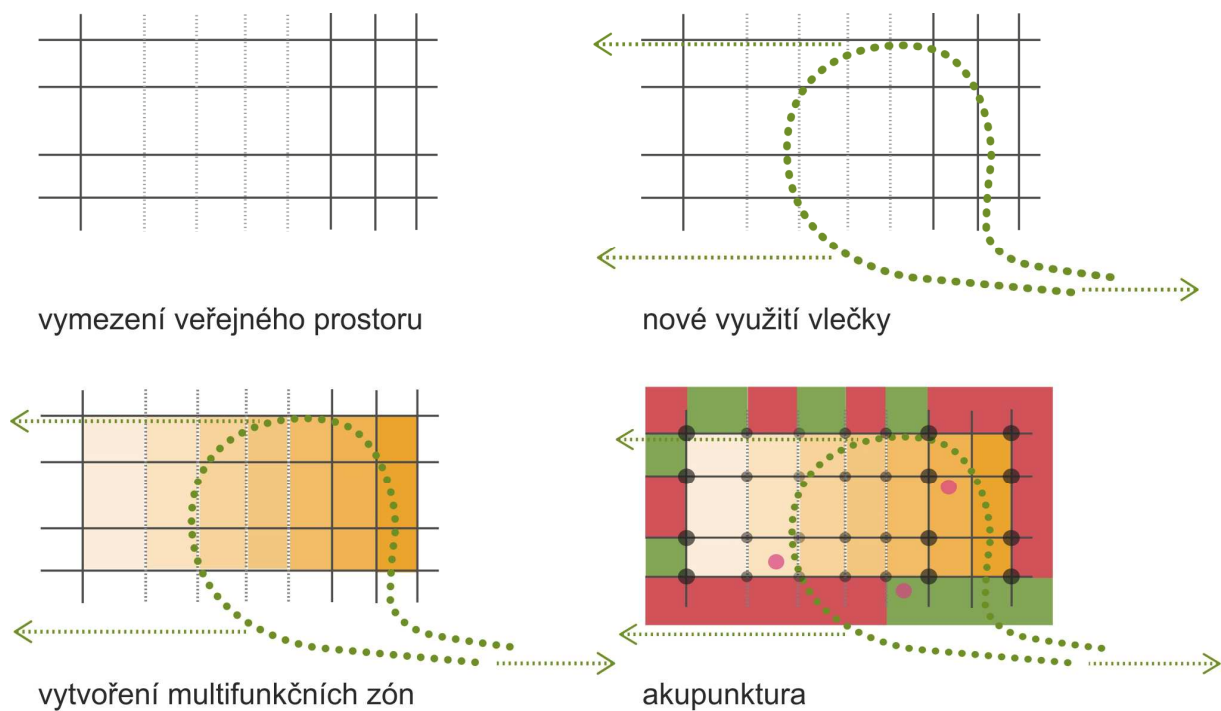 vymezení veřejného prostoru
nové využití vlečky
vytvoření multifunkčních zón
akupunktura